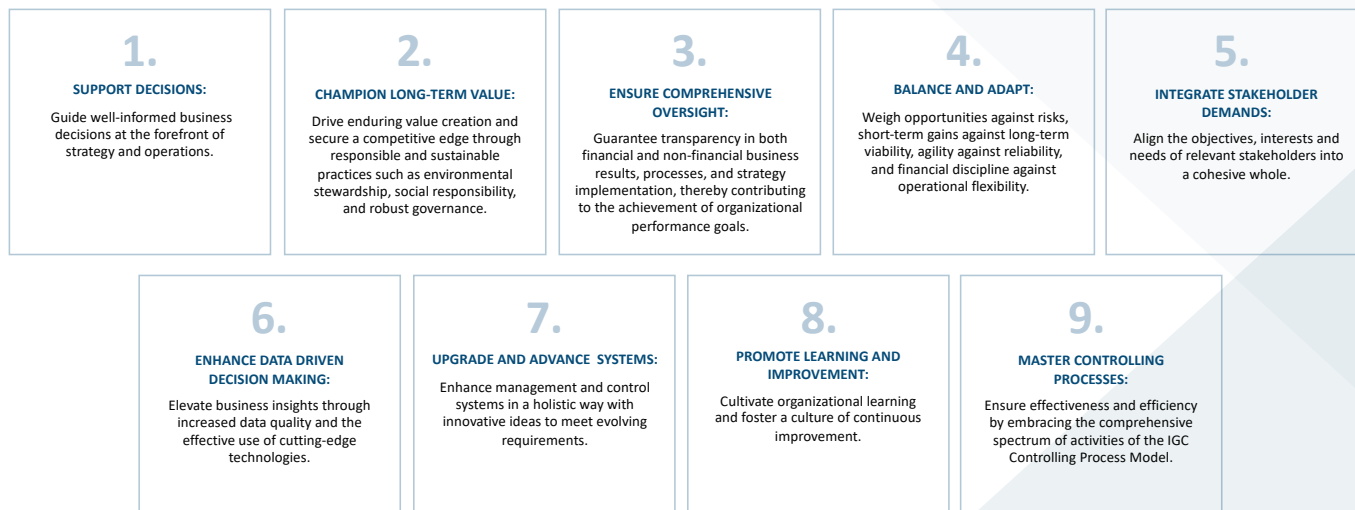 1.
SUPPORT DECISIONS:
Guide well-informed business
decisions at the forefront of
strategy and operations.
2.
CHAMPION LONG-TERM VALUE:
Drive enduring value creation and
secure a competitive edge through
responsible and sustainable
practices such as environmental
stewardship, social responsibility,
and robust governance.
3.
ENSURE COMPREHENSIVE
OVERSIGHT:
Guarantee transparency in both
financial and non-financial business
results, processes, and strategy
implementation, thereby contributing
to the achievement of organizational
performance goals.
4.
BALANCE AND ADAPT:
Weigh opportunities against risks,
short-term gains against long-term
viability, agility against reliability,
and financial discipline against
operational flexibility.
5.
INTEGRATE STAKEHOLDER
DEMANDS:
Align the objectives, interests and
needs of relevant stakeholders into
a cohesive whole.
6.
ENHANCE DATA DRIVEN
DECISION MAKING:
Elevate business insights through
increased data quality and the
effective use of cutting-edge
technologies.
7.
UPGRADE AND ADVANCE  SYSTEMS:
Enhance management and control
systems in a holistic way with
innovative ideas to meet evolving
requirements.
8.
PROMOTE LEARNING AND
IMPROVEMENT:
Cultivate organizational learning
and foster a culture of continuous
improvement.
9.
MASTER CONTROLLING
PROCESSES:
Ensure effectiveness and efficiency
by embracing the comprehensive
spectrum of activities of the IGC
Controlling Process Model.